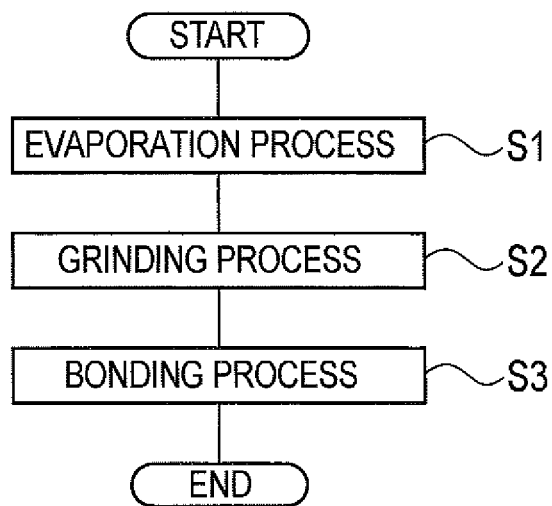 START
EVAPORATION PROCESS S1
GRINDING PROCESS S2
BONDING PROCESS S3
END